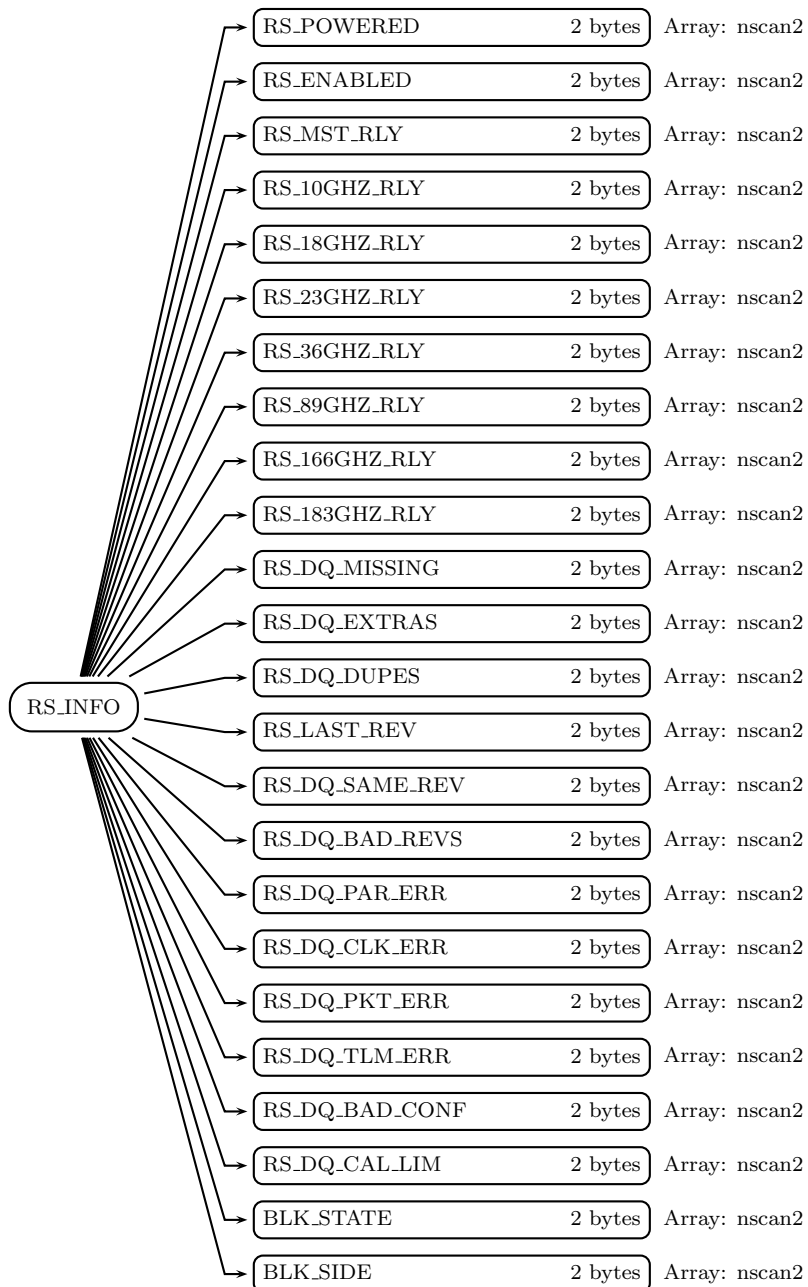 RS_POWERED 2 bytes Array: nscan2
RS_ENABLED 2 bytes Array: nscan2
RS_MST_RLY 2 bytes Array: nscan2
RS_10GHZ_RLY 2 bytes Array: nscan2
RS_18GHZ_RLY 2 bytes Array: nscan2
RS_23GHZ_RLY 2 bytes Array: nscan2
RS_36GHZ_RLY 2 bytes Array: nscan2
RS_89GHZ_RLY 2 bytes Array: nscan2
RS_166GHZ_RLY 2 bytes Array: nscan2
RS_183GHZ_RLY 2 bytes Array: nscan2
RS_DQ_MISSING 2 bytes Array: nscan2
RS_DQ_EXTRAS 2 bytes Array: nscan2
RS_DQ_DUPES 2 bytes Array: nscan2
RS_INFO
RS_LAST_REV 2 bytes Array: nscan2
RS_DQ_SAME_REV 2 bytes Array: nscan2
RS_DQ_BAD_REVS 2 bytes Array: nscan2
RS_DQ_PAR_ERR 2 bytes Array: nscan2
RS_DQ_CLK_ERR 2 bytes Array: nscan2
RS_DQ_PKT_ERR 2 bytes Array: nscan2
RS_DQ_TLM_ERR 2 bytes Array: nscan2
RS_DQ_BAD_CONF 2 bytes Array: nscan2
RS_DQ_CAL_LIM 2 bytes Array: nscan2
BLK_STATE 2 bytes Array: nscan2
BLK_SIDE 2 bytes Array: nscan2